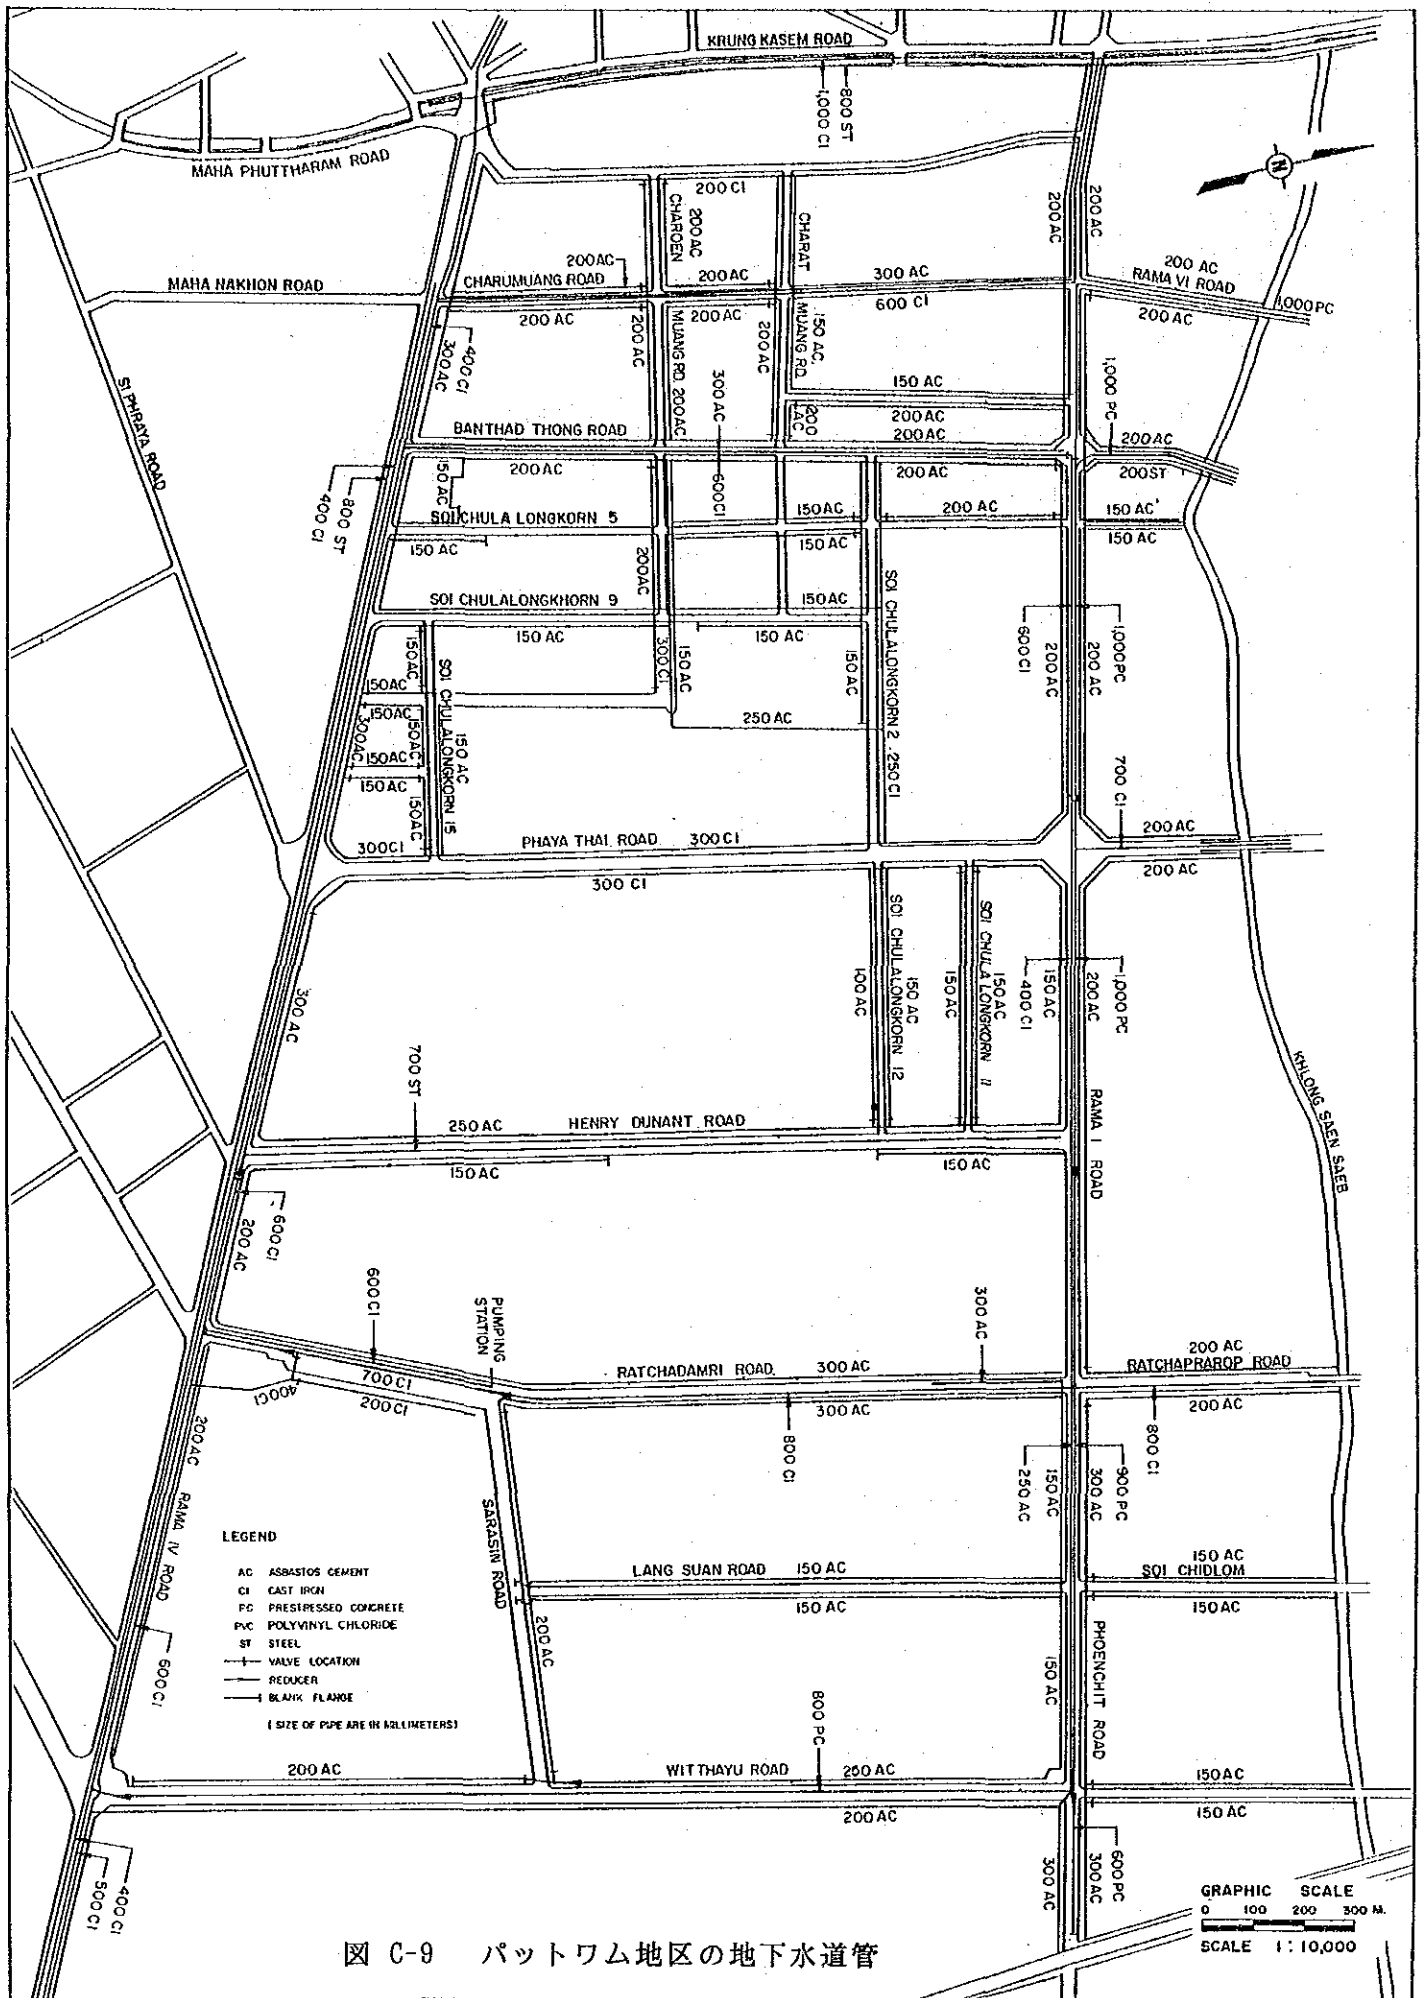 KRUNG KASEM ROAD
800 ST
1,000 CI
MAHA PHUTTHARAM ROAD
N
200 CI
CHAROEN
200 AC
CHARAT
200 AC
200 AC
200 AC
RAMA VI ROAD
200 AC
1,000 PC
MAHA NAKHON ROAD
200 AC
CHARUMUANG ROAD
200 AC
300 AC
600 CI
200 AC
200 AC
200 AC
MUANG RD. 200 AC
200 AC
150 AC.
MUANG RD.
400 CI
300 AC
300 AC
600 CI
150 AC
200 AC
200 AC
200 AC
1,000 PC
200 AC
200 ST
SI PHRAYA ROAD
BANTHAD THONG ROAD
150 AC
200 AC
200 AC
800 ST
400 CI
SOI CHULA LONGKORN 5
150 AC
150 AC
150 AC
200 AC
150 AC
150 AC
200 AC
SOI CHULALONGKHORN 9
150 AC
150 AC
150 AC
300 CI
150 AC
150 AC
SOI CHULALONGKORN 2 . 250 CI
600 CI
200 AC
1,000 PC
200 AC
150 AC
150 AC
150 AC
300 AC
150 AC
150 AC
150 AC
150 AC
SOI CHULALONGKORN 15
150 AC
250 AC
700 CI
200 AC
200 AC
300 CI
PHAYA THAI ROAD 300 CI
300 CI
300 AC
100 AC
SOI CHULALONGKORN 12
150 AC
150 AC
SOI CHULA LONGKORN 11
150 AC
400 CI
150 AC
1,000 PC
200 AC
RAMA I ROAD
KHLONG SAEN SAEB
700 ST
250 AC
HENRY DUNANT ROAD
150 AC
150 AC
600 CI
200 AC
600 CI
PUMPING
STATION
700 CI
200 CI
400 CI
RATCHADAMRI ROAD.
300 AC
300 AC
300 AC
800 CI
200 AC
RATCHAPRAROP ROAD
200 AC
800 CI
900 PC
300 AC
150 AC
250 AC
200 AC
RAMA IV ROAD
600 CI
SARASIN ROAD
200 AC
LANG SUAN ROAD
150 AC
150 AC
150 AC
SOI CHIDLOM
150 AC
PHOENCHIT ROAD
150 AC
LEGEND
AC ASBASTOS CEMENT
CI CAST IRON
PC PRESTRESSED CONCRETE
PVC POLYVINYL CHLORIDE
ST STEEL
VALVE LOCATION
REDUCER
BLANK FLANGE
( SIZE OF PIPE ARE IN MILLIMETERS)
200 AC
WITTHAYU ROAD
250 AC
800 PC
200 AC
150 AC
150 AC
600 PC
300 AC
300 AC
400 CI
500 CI
GRAPHIC SCALE
0 100 200 300 M.
SCALE 1:10,000
図 C-9 パットワム地区の地下水道管